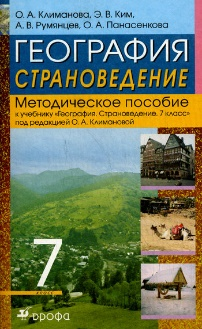 О. А. Климанова, Э. В. Ким,
А. В. Румянцев, О. А. Панасенкова
ГЕОГРАФИЯ
СТРАНОВЕДЕНИЕ
Методическое пособие
к учебнику «География. Страноведение. 7 класс»
под редакцией О. А. Климановой
7
класс
дрофа